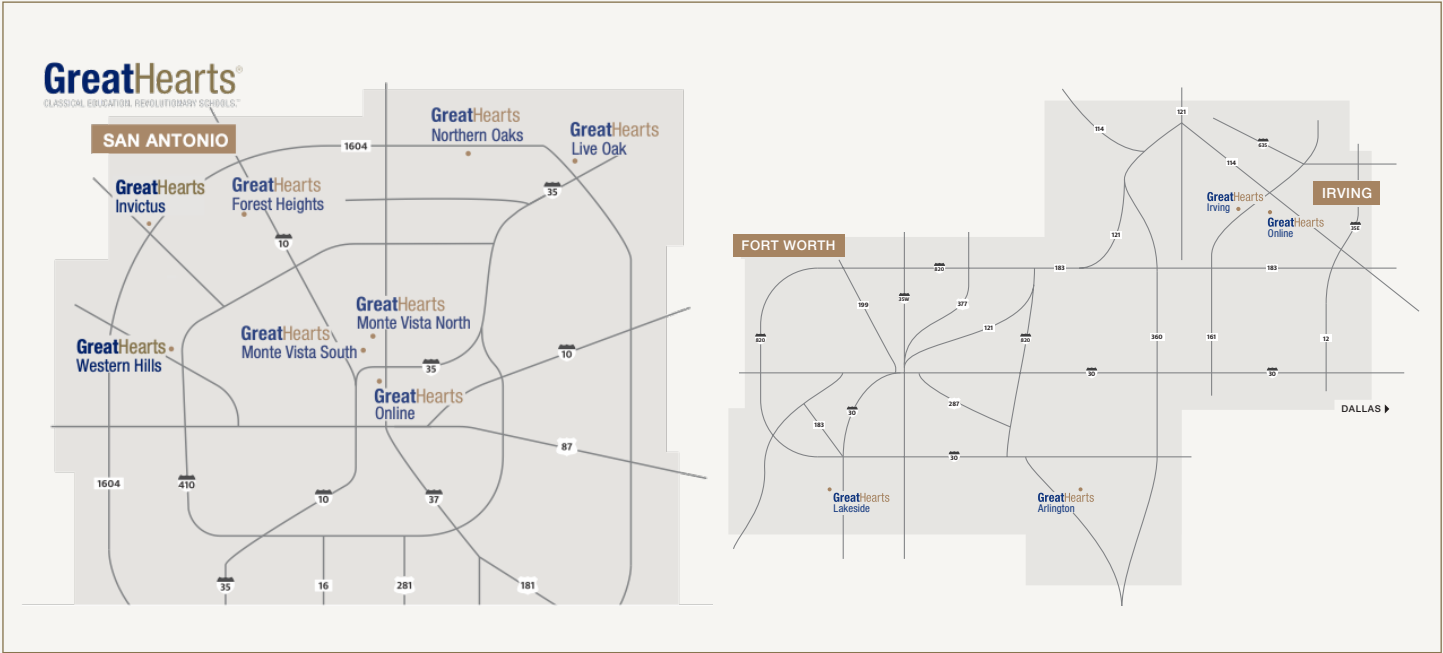 GreatHearts®
CLASSICAL EDUCATION. REVOLUTIONARY SCHOOLS.™
SAN ANTONIO
GreatHearts
Northern Oaks
GreatHearts
Live Oak
1604
GreatHearts
Invictus
GreatHearts
Forest Heights
35
10
GreatHearts
Monte Vista North
GreatHearts
Monte Vista South
GreatHearts
Western Hills
10
35
GreatHearts
Online
87
1604
410
10
37
35
16
281
181
121
114
635
114
IRVING
GreatHearts
Irving
GreatHearts
Online
35E
FORT WORTH
121
820
183
183
199
35W
377
121
820
820
360
161
12
30
30
DALLAS
287
30
183
30
GreatHearts
Lakeside
GreatHearts
Arlington